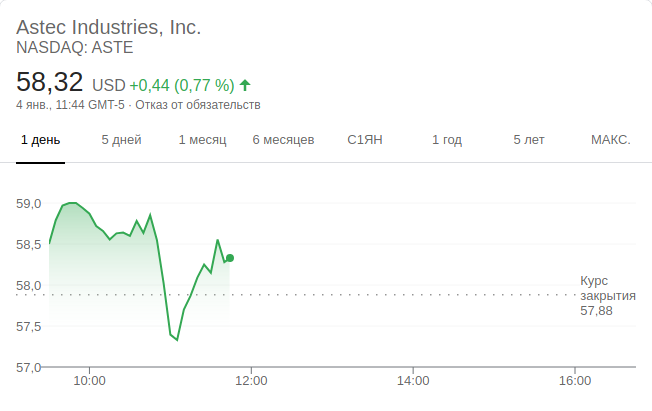 Astec Industries, Inc.
NASDAQ: ASTE
58,32 USD +0,44 (0,77 %)
4 янв., 11:44 GMT-5 · Отказ от обязательств
1 день 5 дней 1 месяц 6 месяцев С1ЯН 1 год 5 лет МАКС.
59,0
58,5
58,0
57,5
57,0
Курс
закрытия
57,88
10:00 12:00 14:00 16:00